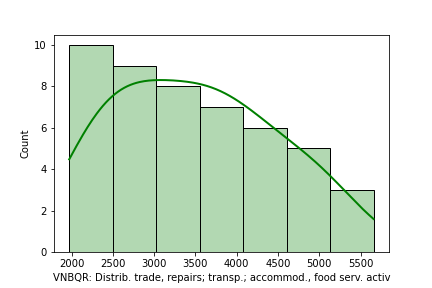 10
8
6
4
2
0
Count
2000 2500 3000 3500 4000 4500 5000 5500
VNBQR: Distrib. trade, repairs; transp.; accommod., food serv. activ